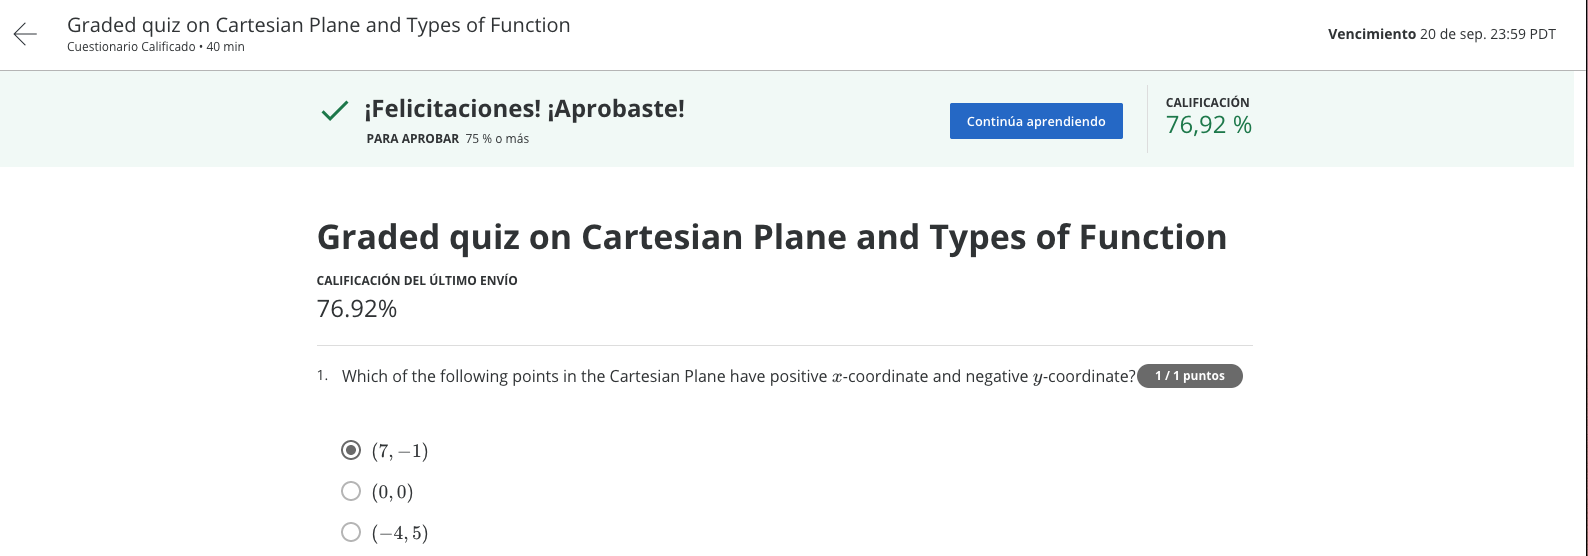 Graded quiz on Cartesian Plane and Types of Function
Cuestionario Calificado • 40 min
Vencimiento 20 de sep. 23:59 PDT
¡Felicitaciones! ¡Aprobaste!
PARA APROBAR 75 % o más
Continúa aprendiendo
CALIFICACIÓN
76,92 %
Graded quiz on Cartesian Plane and Types of Function
CALIFICACIÓN DEL ÚLTIMO ENVÍO
76.92%
1. Which of the following points in the Cartesian Plane have positive x-coordinate and negative y-coordinate? 1 / 1 puntos
(7, −1)
(0, 0)
(−4, 5)